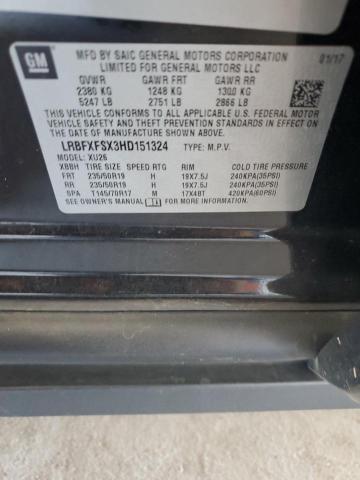 GM
MFD BY SAIC GENERAL MOTORS CORPORATION 01/17
LIMITED FOR GENERAL MOTORS LLC
GVWR GAWR FRT GAWR RR
2380 KG 1248 KG 1300 KG
5247 LB 2751 LB 2866 LB
THIS VEHICLE CONFORMS TO ALL APPLICABLE U.S. FEDERAL MOTOR
VEHICLE SAFETY, BUMPER, AND THEFT PREVENTION STANDARDS IN
EFFECT ON THE DATE OF MANUFACTURE SHOWN ABOVE.
LRBFXFSX3HD151324 TYPE: M.P.V.
MODEL: XU26
XBBH TIRE SIZE SPEED RTG RIM COLD TIRE PRESSURE
FRT 235/50R19 H 19X7.5J 240KPA(35PSI)
RR 235/50R19 H 19X7.5J 240KPA(35PSI)
SPA T145/70R17 M 17X4BT 420KPA(60PSI)
SEE OWNER'S MANUAL FOR MORE INFORMATION.